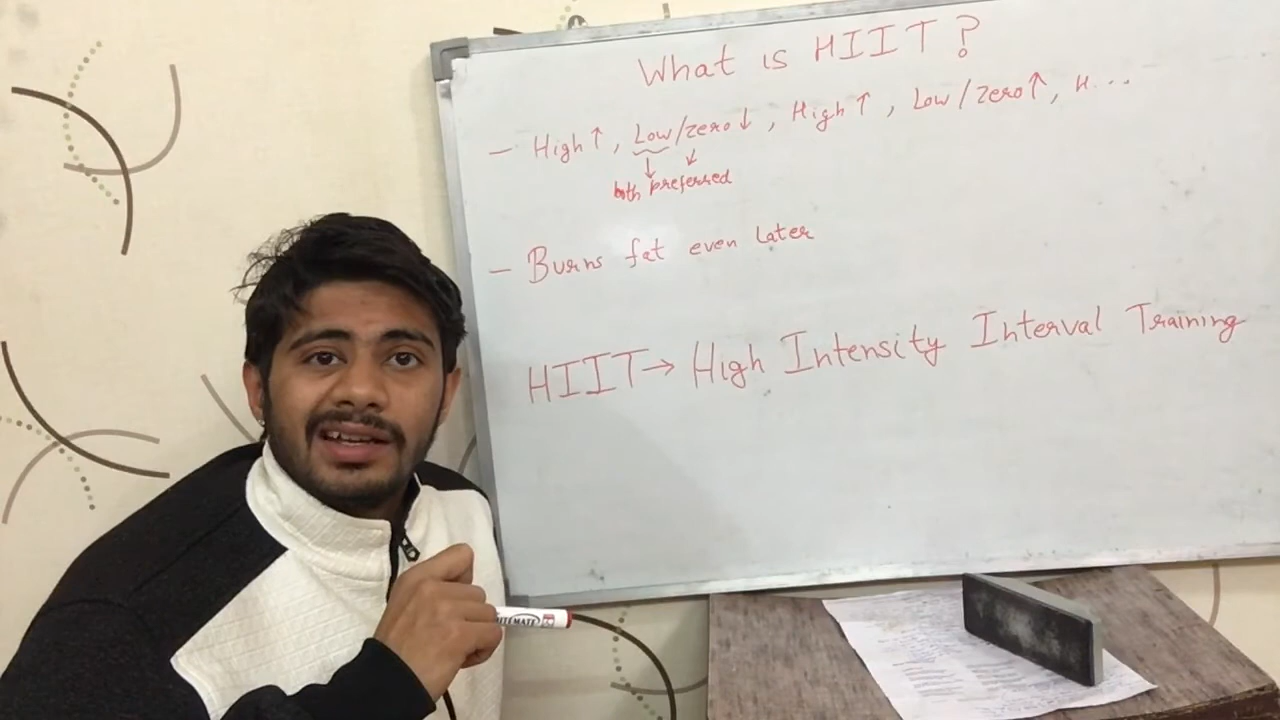 What is HIIT?
- High↑, Low/zero↓, High↑, Low/zero↑, H...
both preferred
- Burns fat even later
HIIT→ High Intensity Interval Training